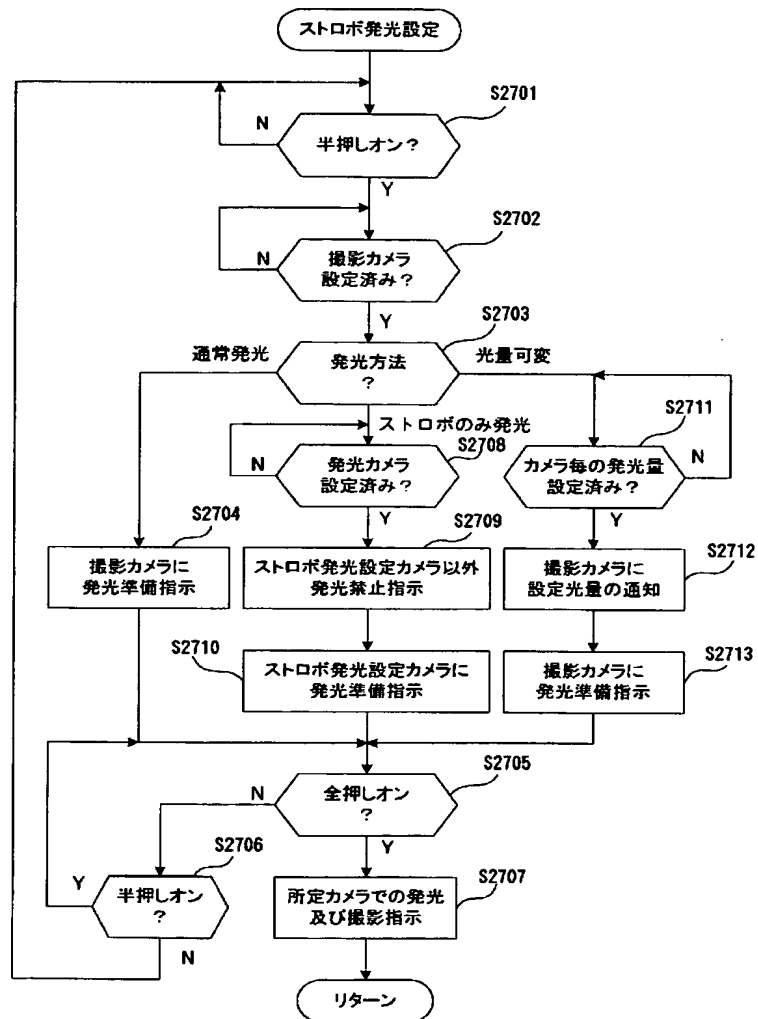 ストロボ発光設定
S2701
半押しオン？
N
Y
S2702
撮影カメラ
設定済み？
N
Y
S2703
発光方法
？
通常発光
光量可変
ストロボのみ発光
S2708
発光カメラ
設定済み？
N
Y
S2711
カメラ毎の発光量
設定済み？
N
Y
S2704
撮影カメラに
発光準備指示
S2709
ストロボ発光設定カメラ以外
発光禁止指示
S2712
撮影カメラに
設定光量の通知
S2710
ストロボ発光設定カメラに
発光準備指示
S2713
撮影カメラに
発光準備指示
S2705
全押しオン
？
N
Y
S2706
半押しオン
？
Y
N
S2707
所定カメラでの発光
及び撮影指示
リターン